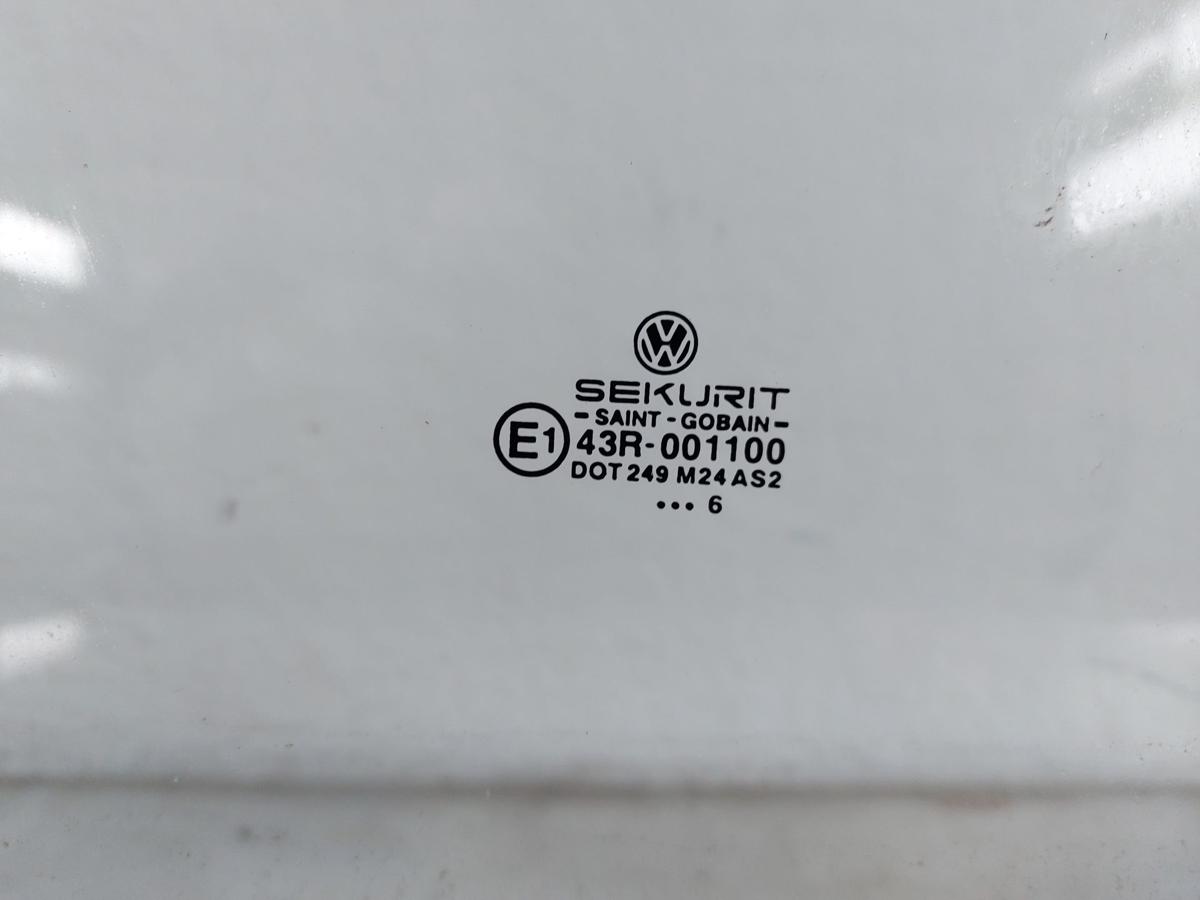 SEKURIT
- SAINT - GOBAIN -
E1 43R-001100
DOT 249 M24 AS2
... 6